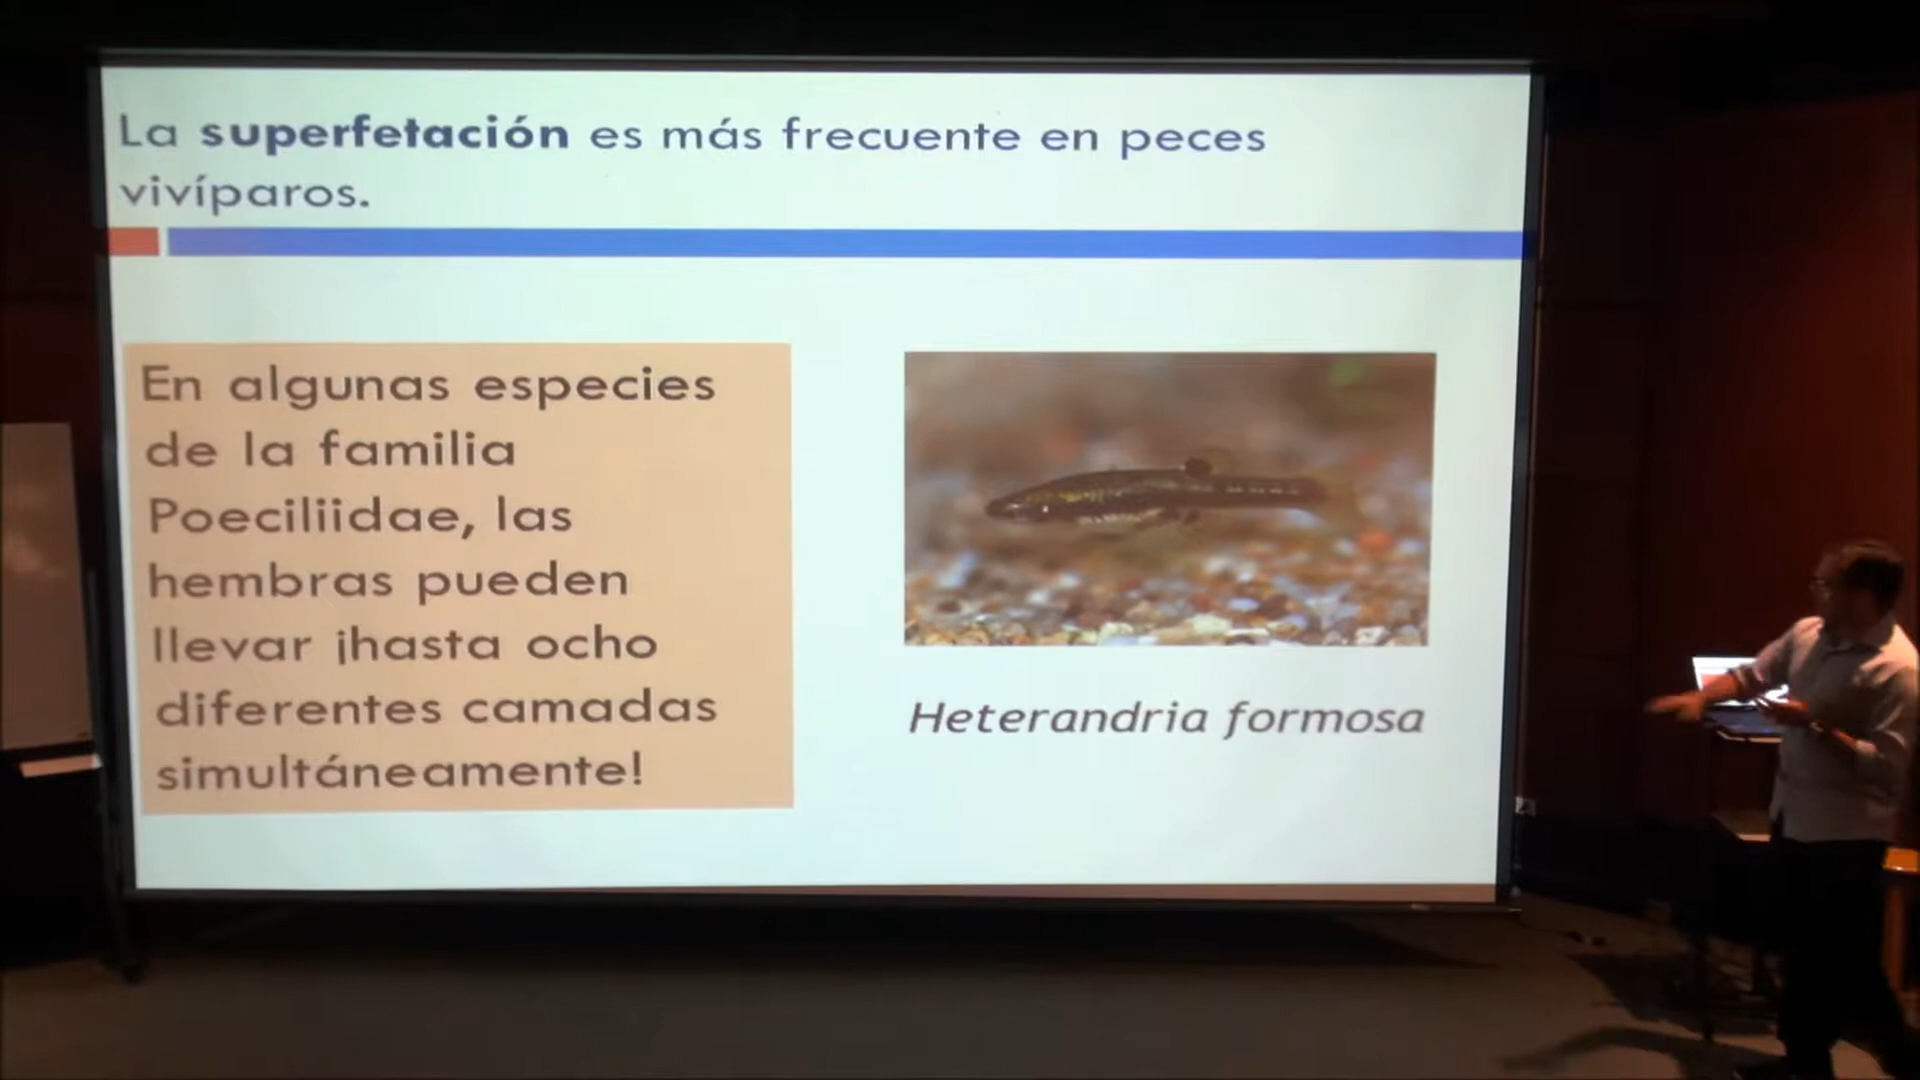 La superfetación es más frecuente en peces
vivíparos.
En algunas especies
de la familia
Poeciliidae, las
hembras pueden
llevar ¡hasta ocho
diferentes camadas
simultáneamente!
Heterandria formosa